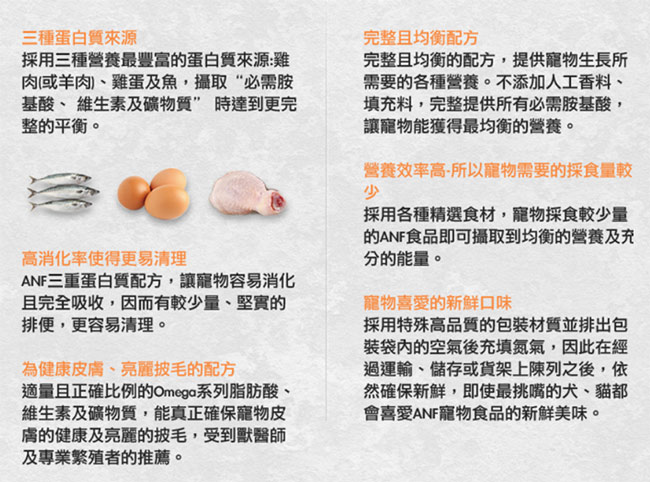 三種蛋白質來源
採用三種營養最豐富的蛋白質來源:雞
肉(或羊肉)、雞蛋及魚，攝取“必需胺
基酸、 維生素及礦物質” 時達到更完
整的平衡。
高消化率使得更易清理
ANF三重蛋白質配方，讓寵物容易消化
且完全吸收，因而有較少量、堅實的
排便，更容易清理。
為健康皮膚、亮麗披毛的配方
適量且正確比例的Omega系列脂肪酸、
維生素及礦物質，能真正確保寵物皮
膚的健康及亮麗的披毛，受到獸醫師
及專業繁殖者的推薦。
完整且均衡配方
完整且均衡的配方，提供寵物生長所
需要的各種營養。不添加人工香料、
填充料，完整提供所有必需胺基酸，
讓寵物能獲得最均衡的營養。
營養效率高-所以寵物需要的採食量較
少
採用各種精選食材，寵物採食較少量
的ANF食品即可攝取到均衡的營養及充
分的能量。
寵物喜愛的新鮮口味
採用特殊高品質的包裝材質並排出包
裝袋內的空氣後充填氮氣，因此在經
過運輸、儲存或貨架上陳列之後，依
然確保新鮮，即使最挑嘴的犬、貓都
會喜愛ANF寵物食品的新鮮美味。